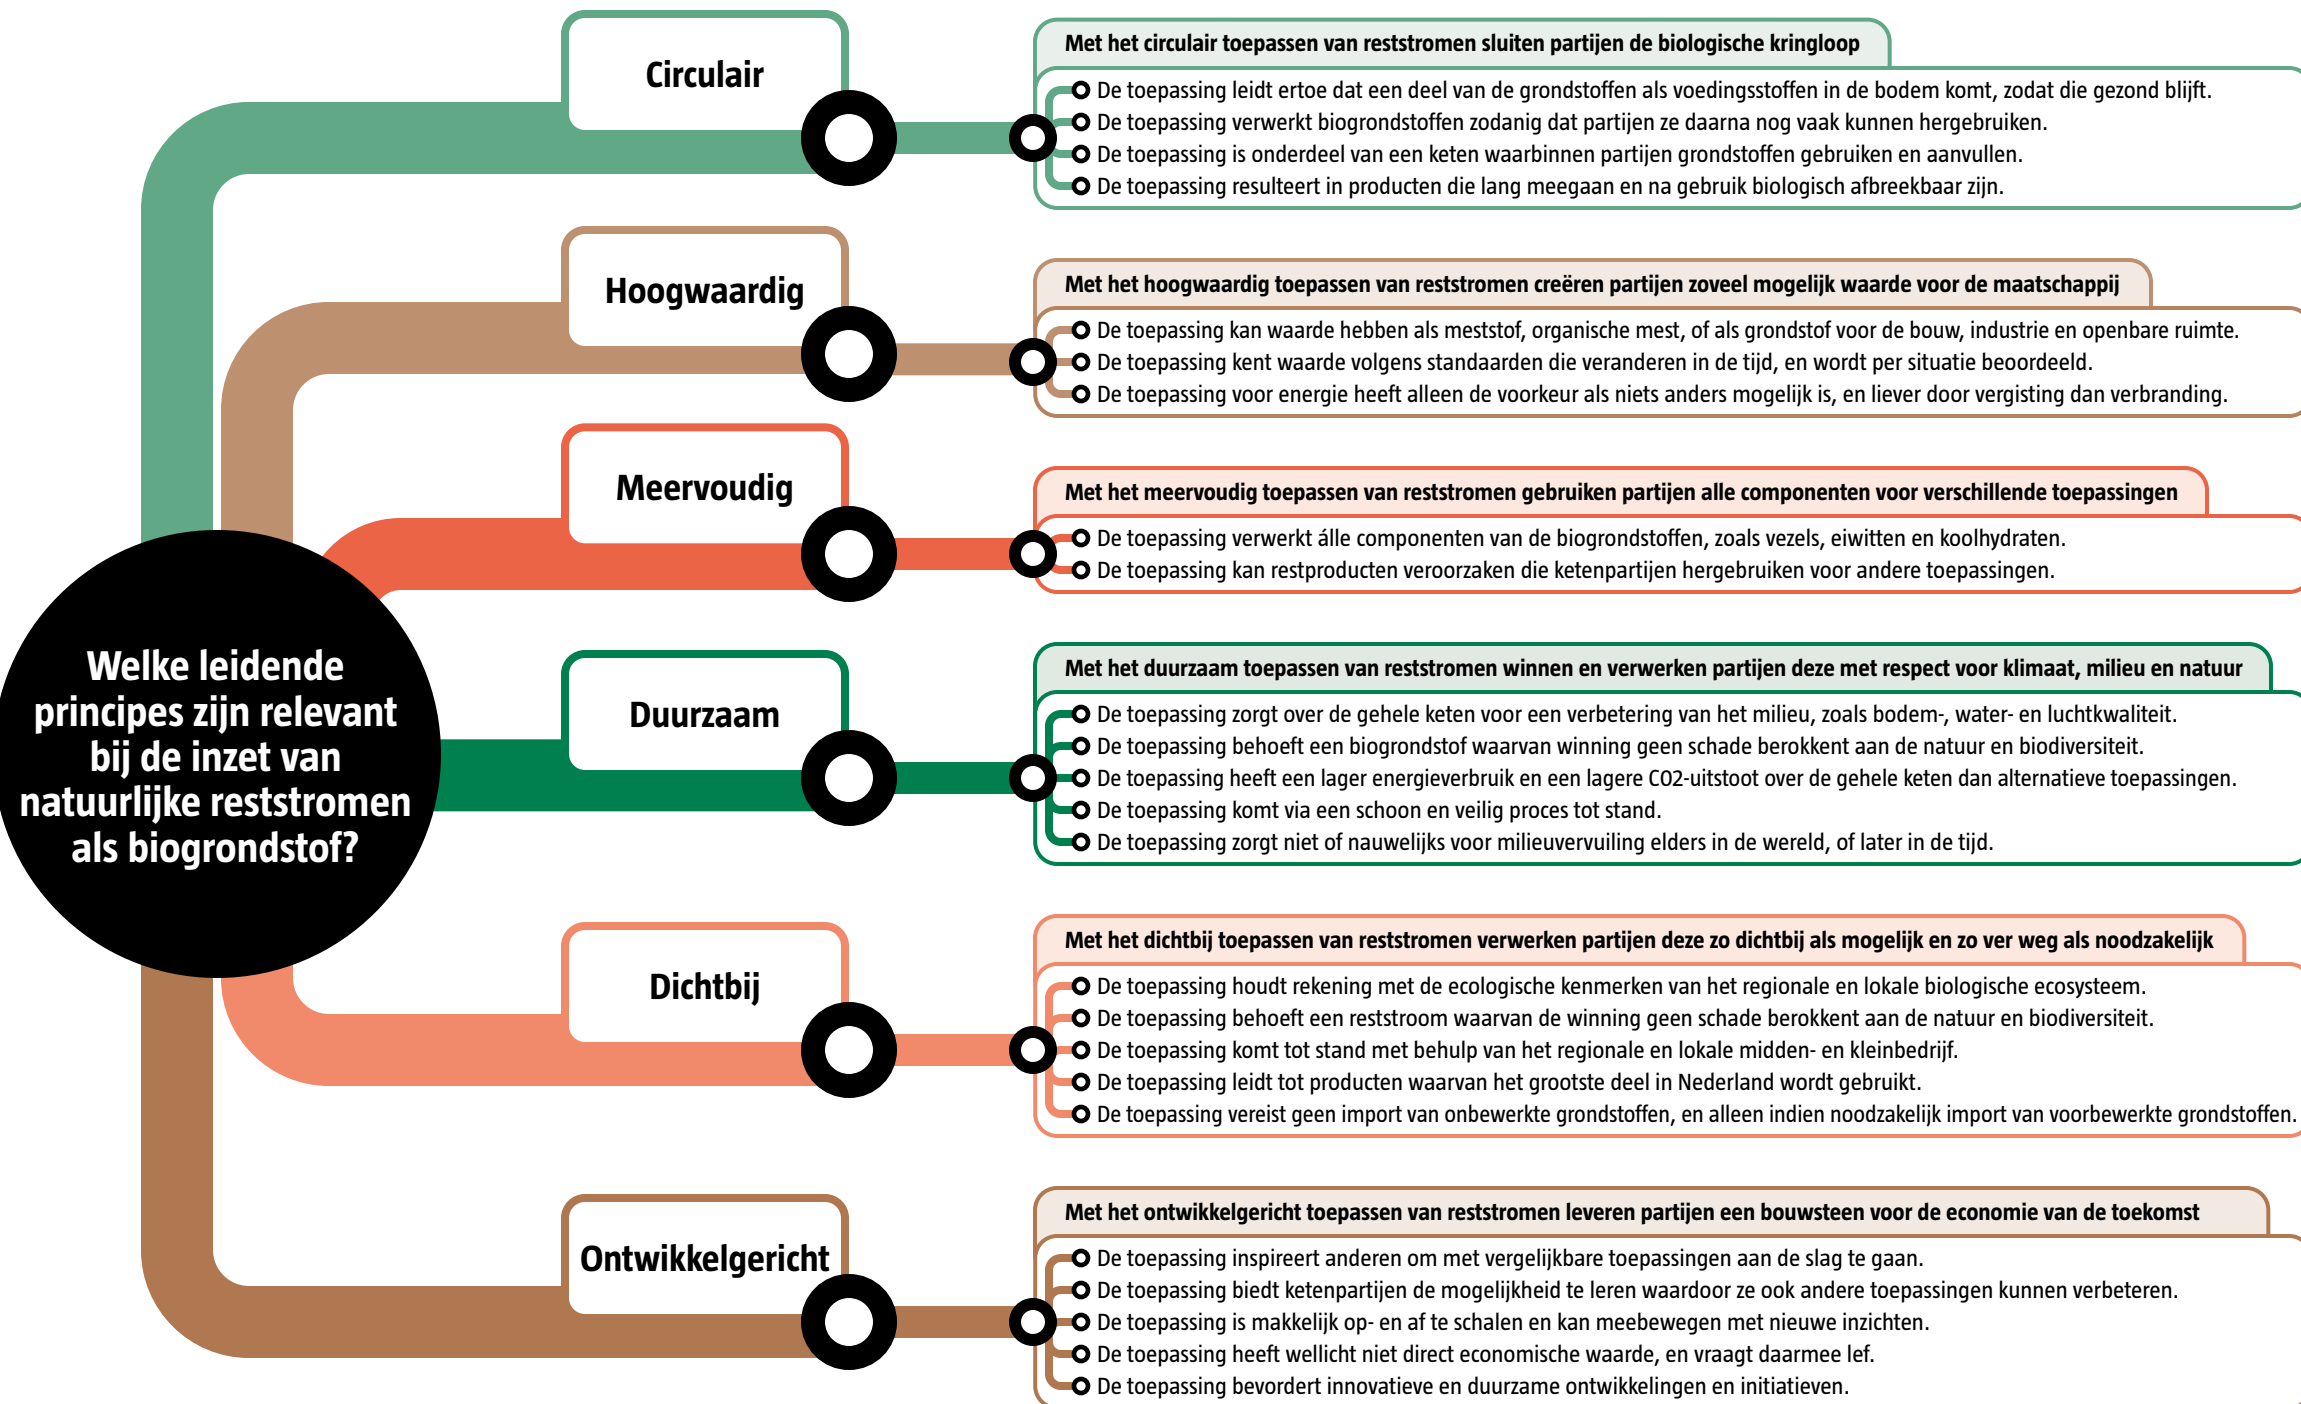 Welke leidende
principes zijn relevant
bij de inzet van
natuurlijke reststromen
als biogrondstof?
Circulair
Met het circulair toepassen van reststromen sluiten partijen de biologische kringloop
De toepassing leidt ertoe dat een deel van de grondstoffen als voedingsstoffen in de bodem komt, zodat die gezond blijft.
De toepassing verwerkt biogrondstoffen zodanig dat partijen ze daarna nog vaak kunnen hergebruiken.
De toepassing is onderdeel van een keten waarbinnen partijen grondstoffen gebruiken en aanvullen.
De toepassing resulteert in producten die lang meegaan en na gebruik biologisch afbreekbaar zijn.
Hoogwaardig
Met het hoogwaardig toepassen van reststromen creëren partijen zoveel mogelijk waarde voor de maatschappij
De toepassing kan waarde hebben als meststof, organische mest, of als grondstof voor de bouw, industrie en openbare ruimte.
De toepassing kent waarde volgens standaarden die veranderen in de tijd, en wordt per situatie beoordeeld.
De toepassing voor energie heeft alleen de voorkeur als niets anders mogelijk is, en liever door vergisting dan verbranding.
Meervoudig
Met het meervoudig toepassen van reststromen gebruiken partijen alle componenten voor verschillende toepassingen
De toepassing verwerkt álle componenten van de biogrondstoffen, zoals vezels, eiwitten en koolhydraten.
De toepassing kan restproducten veroorzaken die ketenpartijen hergebruiken voor andere toepassingen.
Duurzaam
Met het duurzaam toepassen van reststromen winnen en verwerken partijen deze met respect voor klimaat, milieu en natuur
De toepassing zorgt over de gehele keten voor een verbetering van het milieu, zoals bodem-, water- en luchtkwaliteit.
De toepassing behoeft een biogrondstof waarvan winning geen schade berokkent aan de natuur en biodiversiteit.
De toepassing heeft een lager energieverbruik en een lagere CO2-uitstoot over de gehele keten dan alternatieve toepassingen.
De toepassing komt via een schoon en veilig proces tot stand.
De toepassing zorgt niet of nauwelijks voor milieuvervuiling elders in de wereld, of later in de tijd.
Dichtbij
Met het dichtbij toepassen van reststromen verwerken partijen deze zo dichtbij als mogelijk en zo ver weg als noodzakelijk
De toepassing houdt rekening met de ecologische kenmerken van het regionale en lokale biologische ecosysteem.
De toepassing behoeft een reststroom waarvan de winning geen schade berokkent aan de natuur en biodiversiteit.
De toepassing komt tot stand met behulp van het regionale en lokale midden- en kleinbedrijf.
De toepassing leidt tot producten waarvan het grootste deel in Nederland wordt gebruikt.
De toepassing vereist geen import van onbewerkte grondstoffen, en alleen indien noodzakelijk import van voorbewerkte grondstoffen.
Ontwikkelgericht
Met het ontwikkelgericht toepassen van reststromen leveren partijen een bouwsteen voor de economie van de toekomst
De toepassing inspireert anderen om met vergelijkbare toepassingen aan de slag te gaan.
De toepassing biedt ketenpartijen de mogelijkheid te leren waardoor ze ook andere toepassingen kunnen verbeteren.
De toepassing is makkelijk op- en af te schalen en kan meebewegen met nieuwe inzichten.
De toepassing heeft wellicht niet direct economische waarde, en vraagt daarmee lef.
De toepassing bevordert innovatieve en duurzame ontwikkelingen en initiatieven.